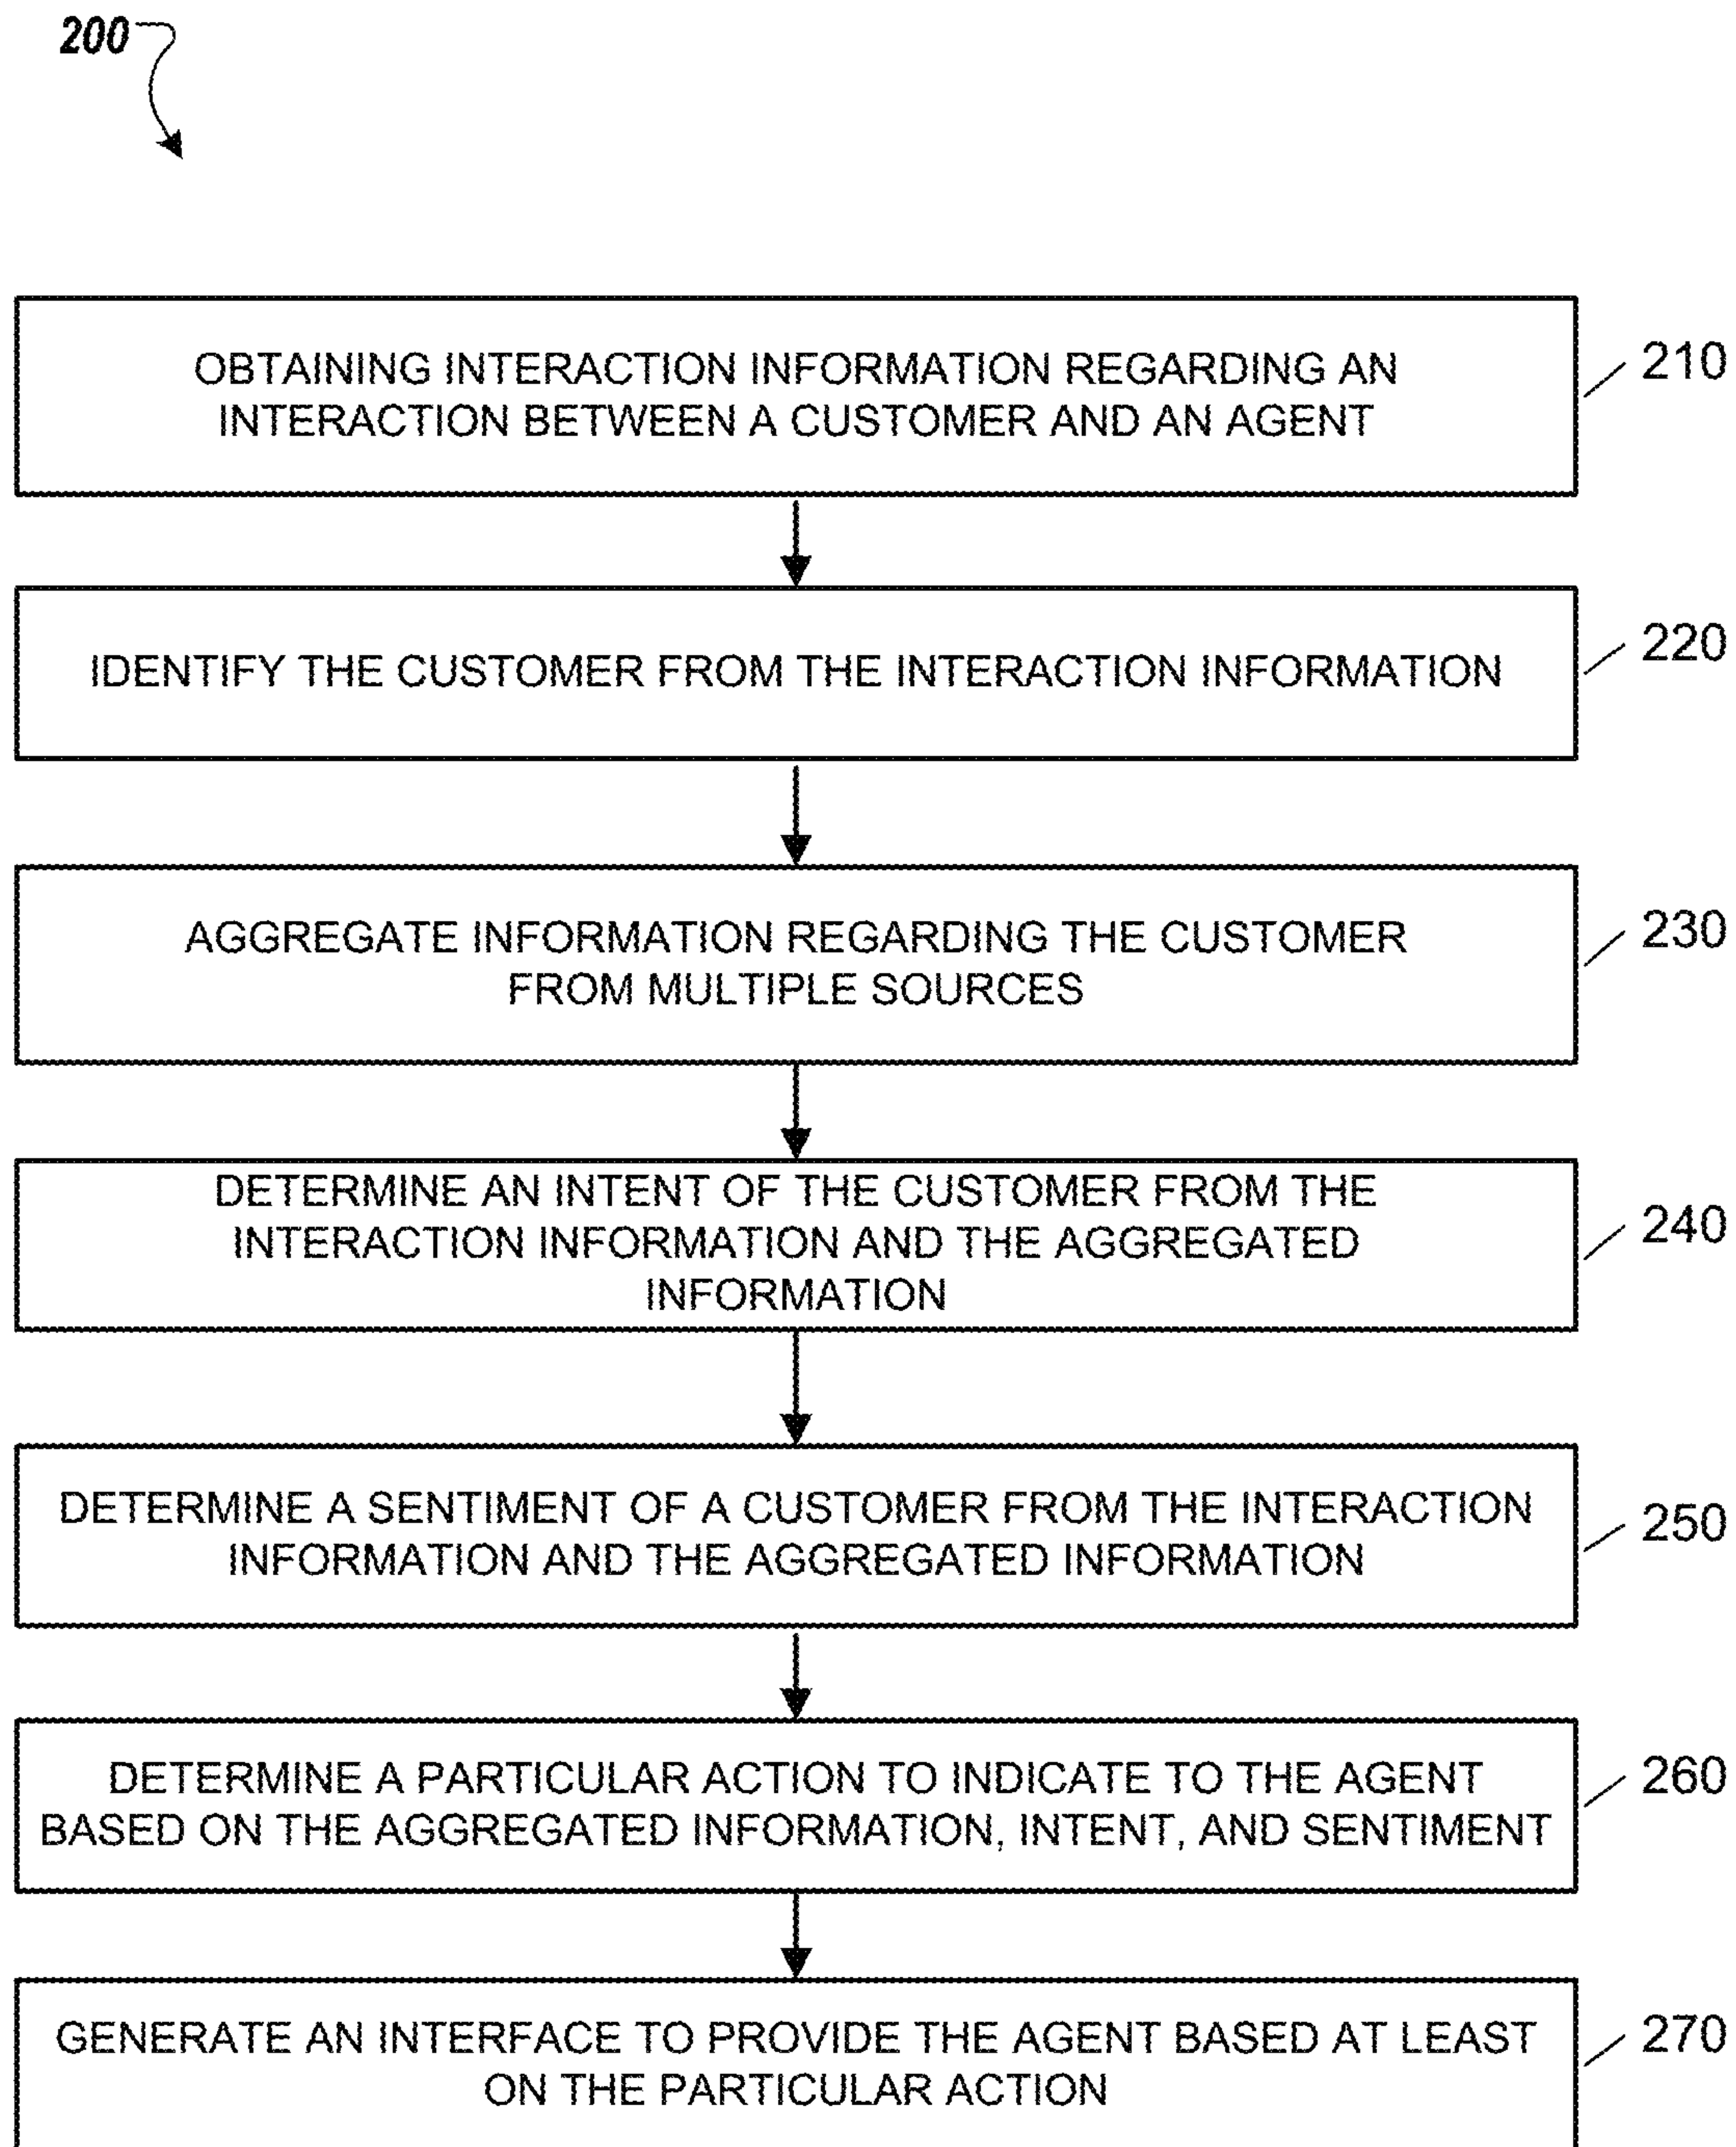 200
OBTAINING INTERACTION INFORMATION REGARDING AN
INTERACTION BETWEEN A CUSTOMER AND AN AGENT
210
IDENTIFY THE CUSTOMER FROM THE INTERACTION INFORMATION
220
AGGREGATE INFORMATION REGARDING THE CUSTOMER
FROM MULTIPLE SOURCES
230
DETERMINE AN INTENT OF THE CUSTOMER FROM THE
INTERACTION INFORMATION AND THE AGGREGATED
INFORMATION
240
DETERMINE A SENTIMENT OF A CUSTOMER FROM THE INTERACTION
INFORMATION AND THE AGGREGATED INFORMATION
250
DETERMINE A PARTICULAR ACTION TO INDICATE TO THE AGENT
BASED ON THE AGGREGATED INFORMATION, INTENT, AND SENTIMENT
260
GENERATE AN INTERFACE TO PROVIDE THE AGENT BASED AT LEAST
ON THE PARTICULAR ACTION
270